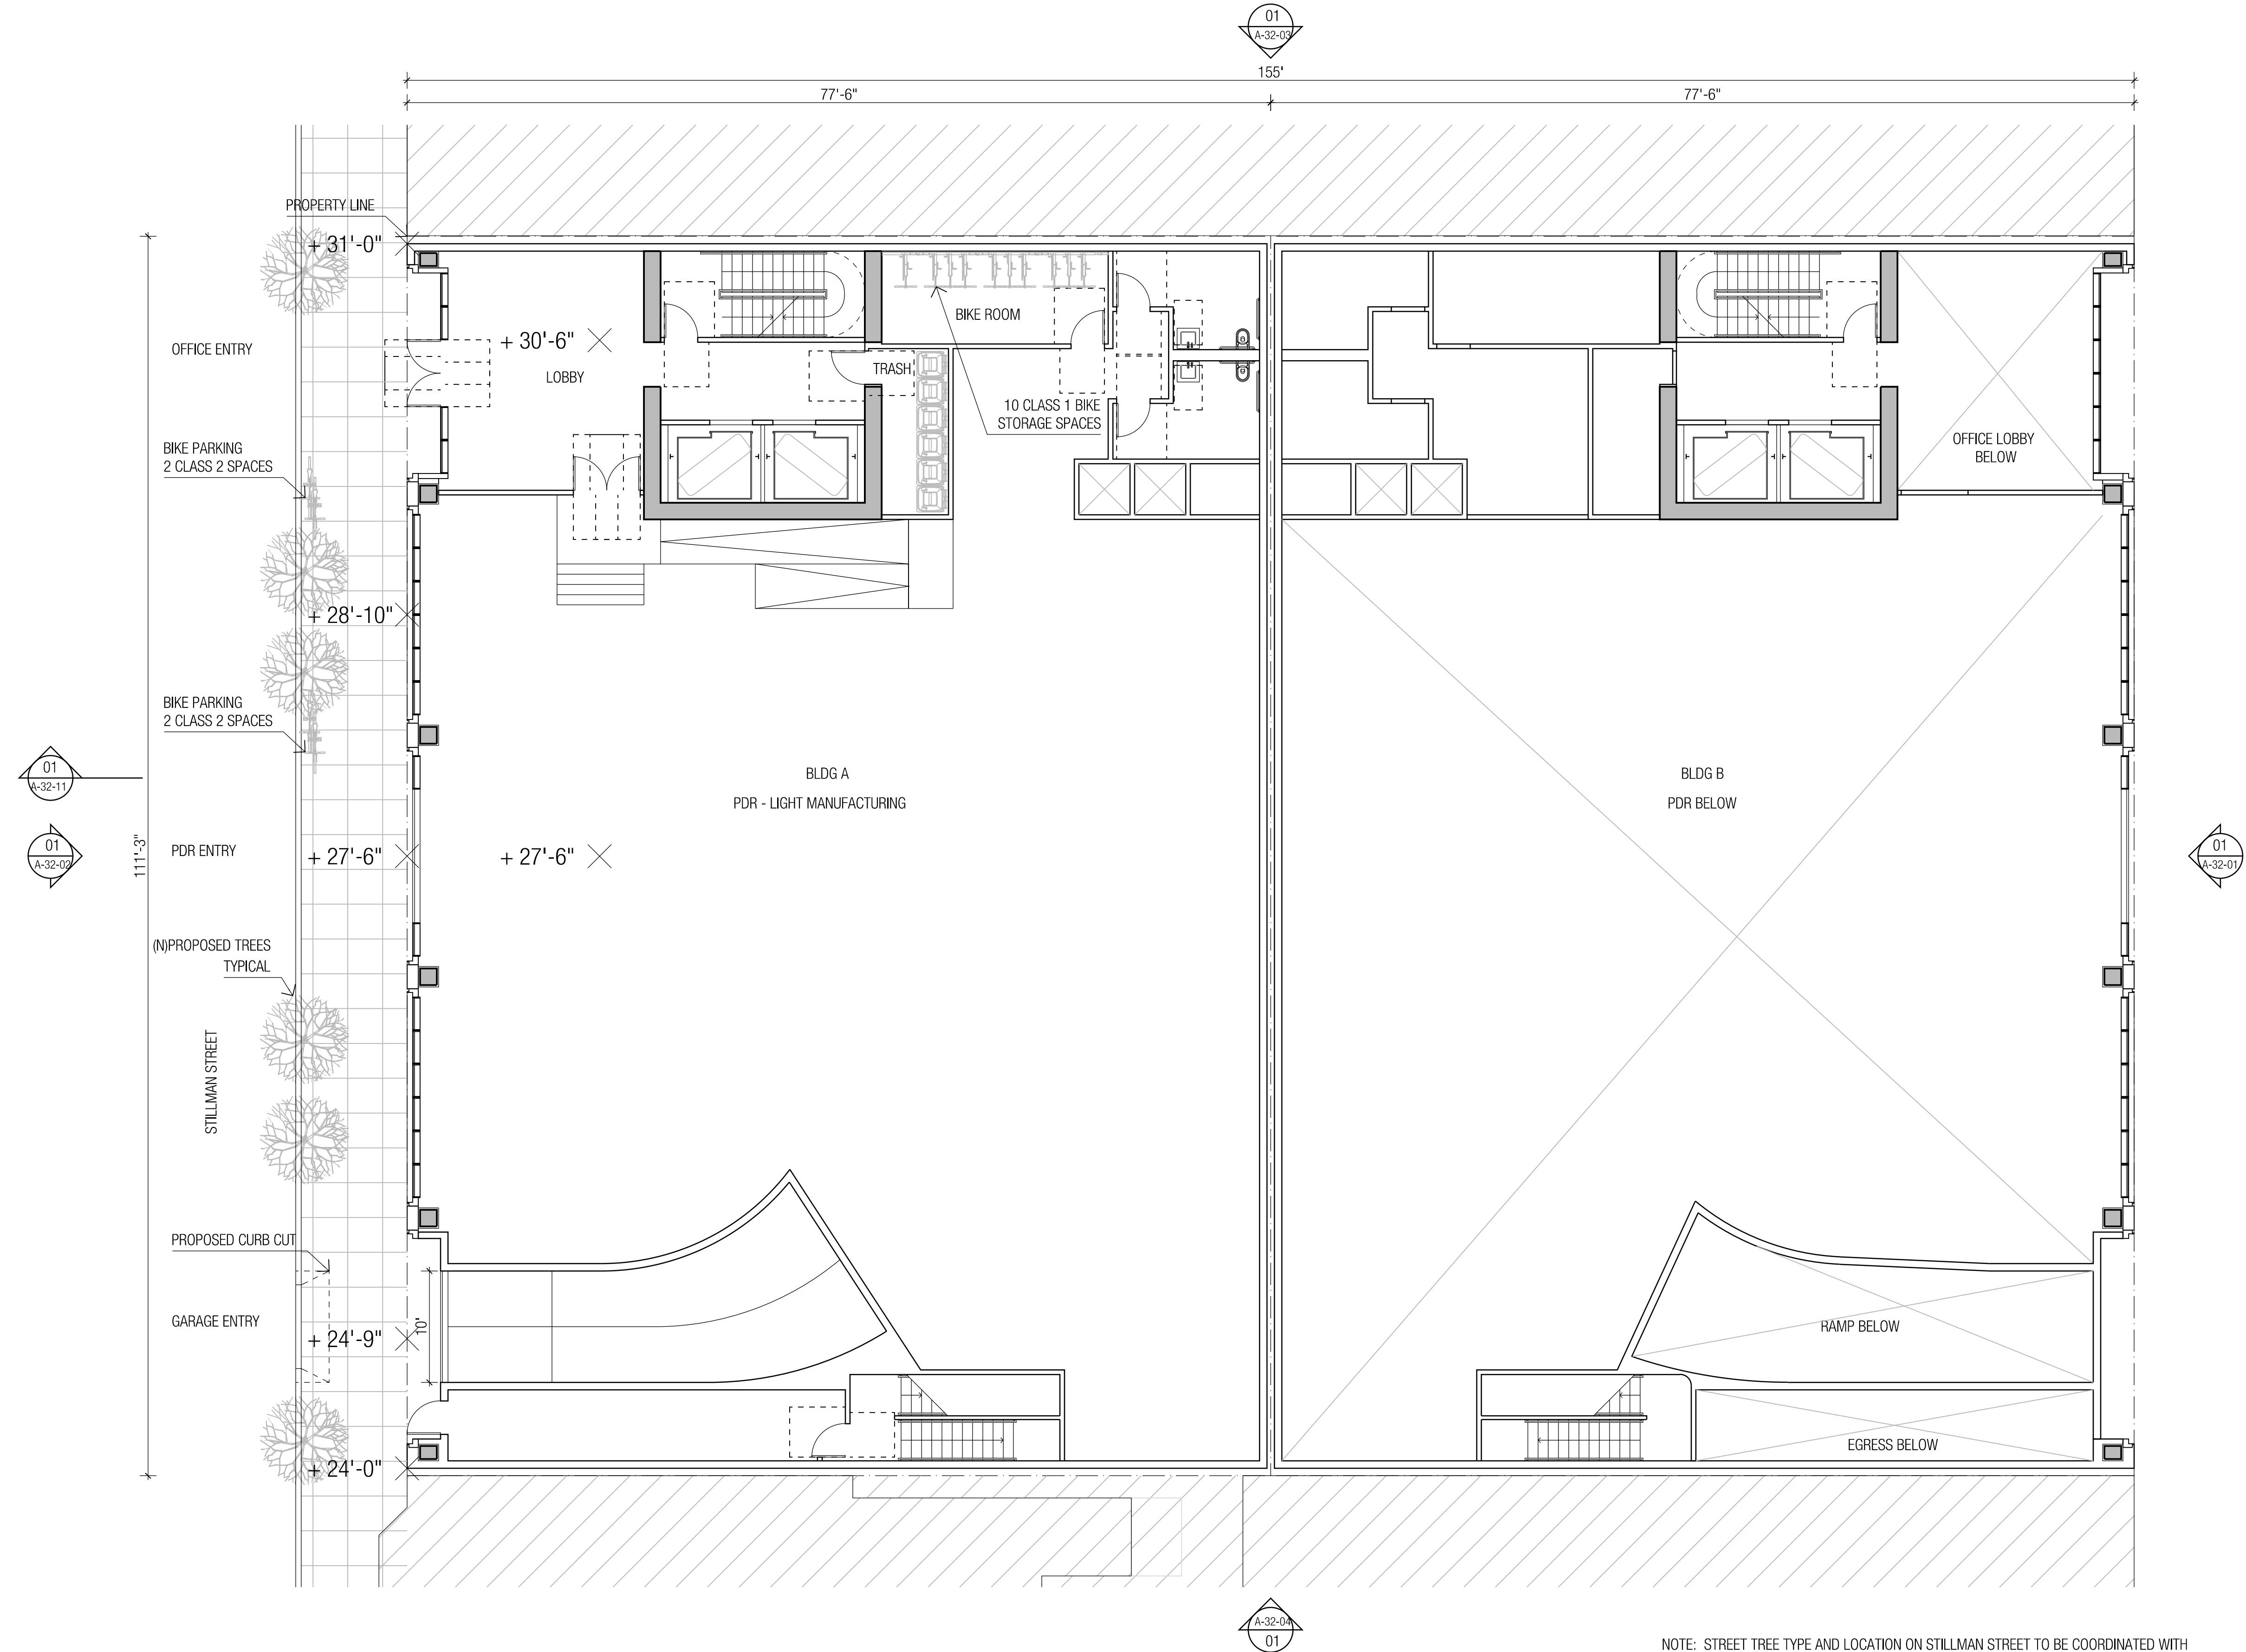 01
A-32-03
155'
77'-6"
77'-6"
PROPERTY LINE
+ 31'-0"
OFFICE ENTRY
+ 30'-6"
LOBBY
BIKE ROOM
TRASH
10 CLASS 1 BIKE
STORAGE SPACES
OFFICE LOBBY
BELOW
BIKE PARKING
2 CLASS 2 SPACES
+ 28'-10"
BIKE PARKING
2 CLASS 2 SPACES
01
A-32-11
01
A-32-02
111'-3"
PDR ENTRY
+ 27'-6"
+ 27'-6"
BLDG A
PDR - LIGHT MANUFACTURING
BLDG B
PDR BELOW
01
A-32-01
(N)PROPOSED TREES
TYPICAL
STILLMAN STREET
PROPOSED CURB CUT
GARAGE ENTRY
+ 24'-9"
10'
RAMP BELOW
EGRESS BELOW
+ 24'-0"
A-32-04
01
NOTE: STREET TREE TYPE AND LOCATION ON STILLMAN STREET TO BE COORDINATED WITH